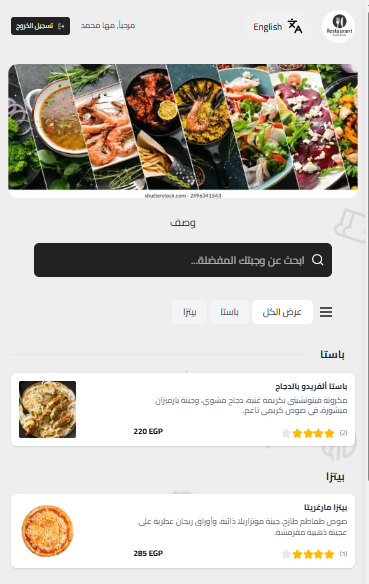 Restaurant
English
مرحباً, مها محمد
تسجيل الخروج
shutterstock.com · 2496341543
وصف
ابحث عن وجبتك المفضلة...
عرض الكل
باستا
بيتزا
باستا
باستا ألفريدو بالدجاج
مكرونة فيتوتشيني بكريمة غنية، دجاج مشوي، وجبنة بارميزان
مبشورة، في صوص كريمي ناعم.
(2)
220 EGP
بيتزا
بيتزا مارغريتا
صوص طماطم طازج، جبنة موتزاريلا ذائبة، وأوراق ريحان عطرية على
عجينة ذهبية مقرمشة.
(1)
285 EGP